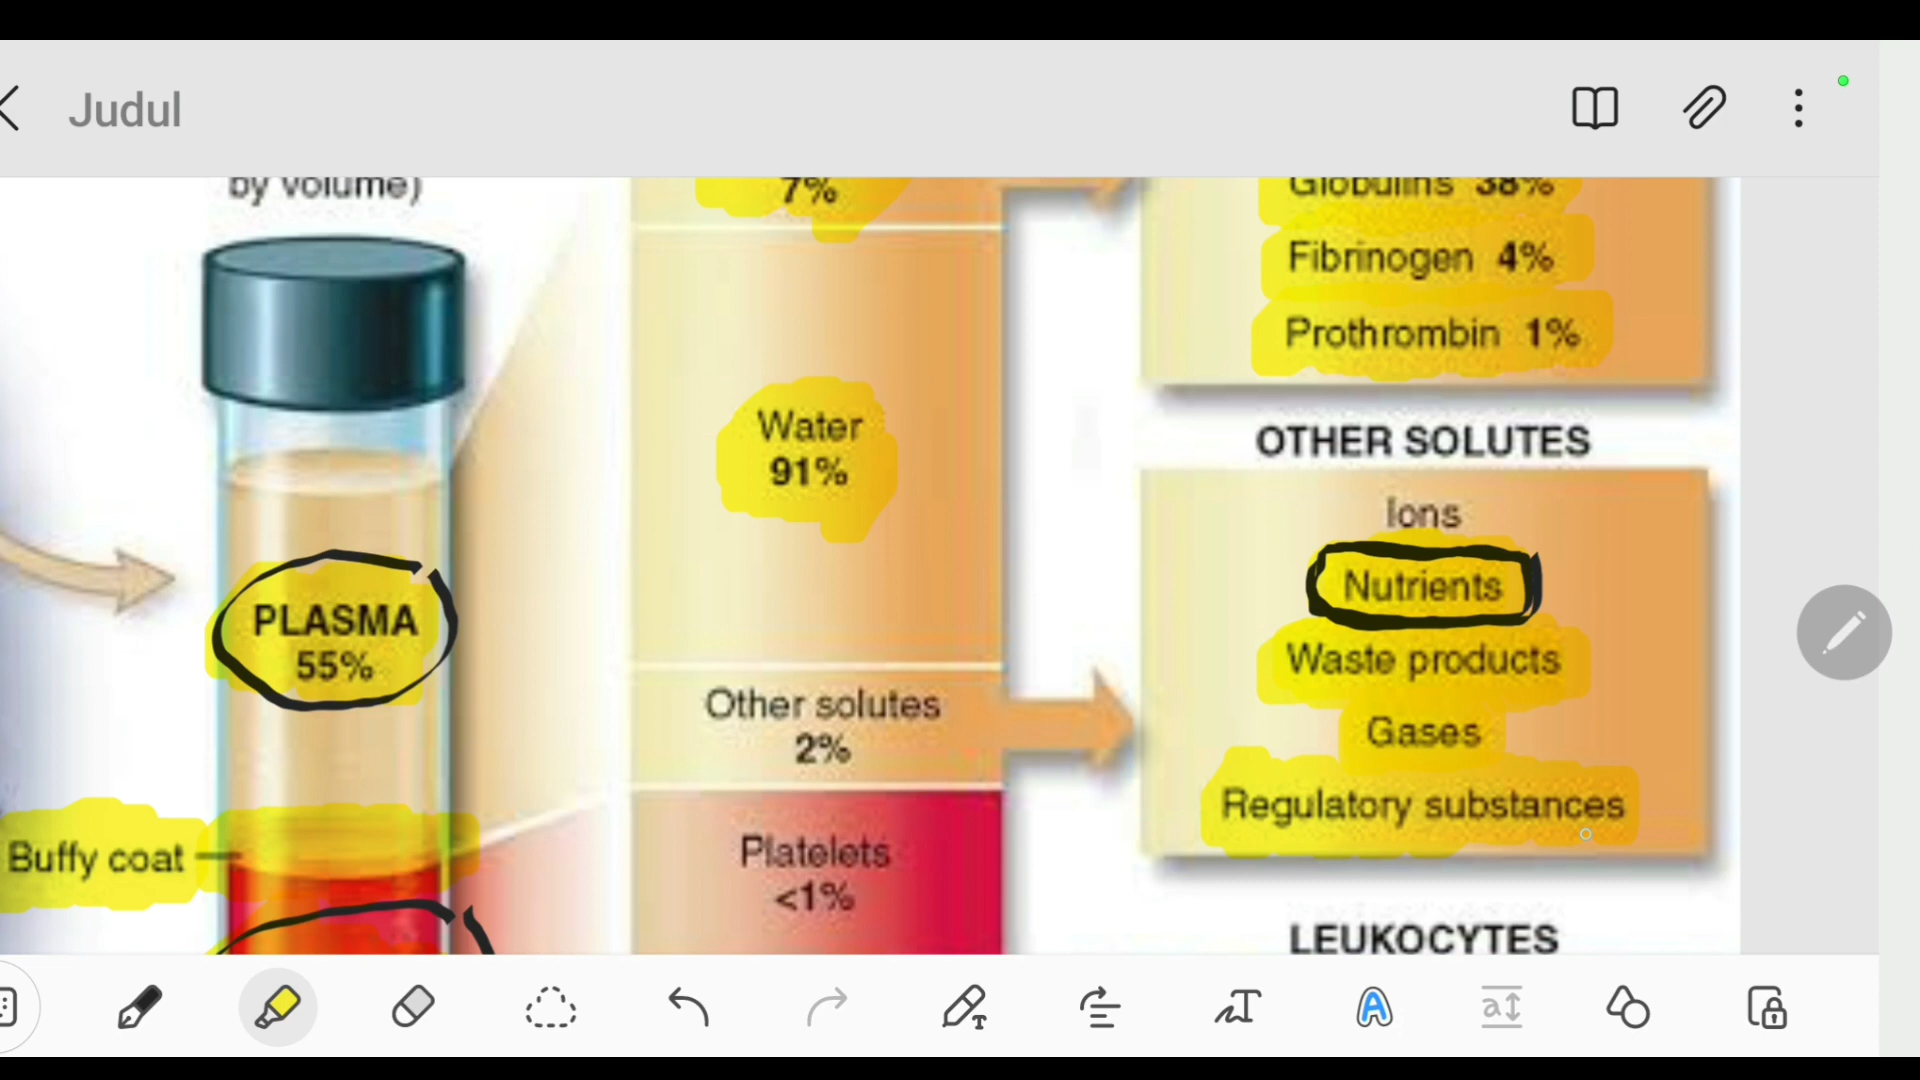 Judul
by volume)
7%
Globulins 38%
Fibrinogen 4%
Prothrombin 1%
Water
91%
OTHER SOLUTES
Ions
Nutrients
Waste products
Gases
Regulatory substances
PLASMA
55%
Other solutes
2%
Buffy coat
Platelets
<1%
LEUKOCYTES